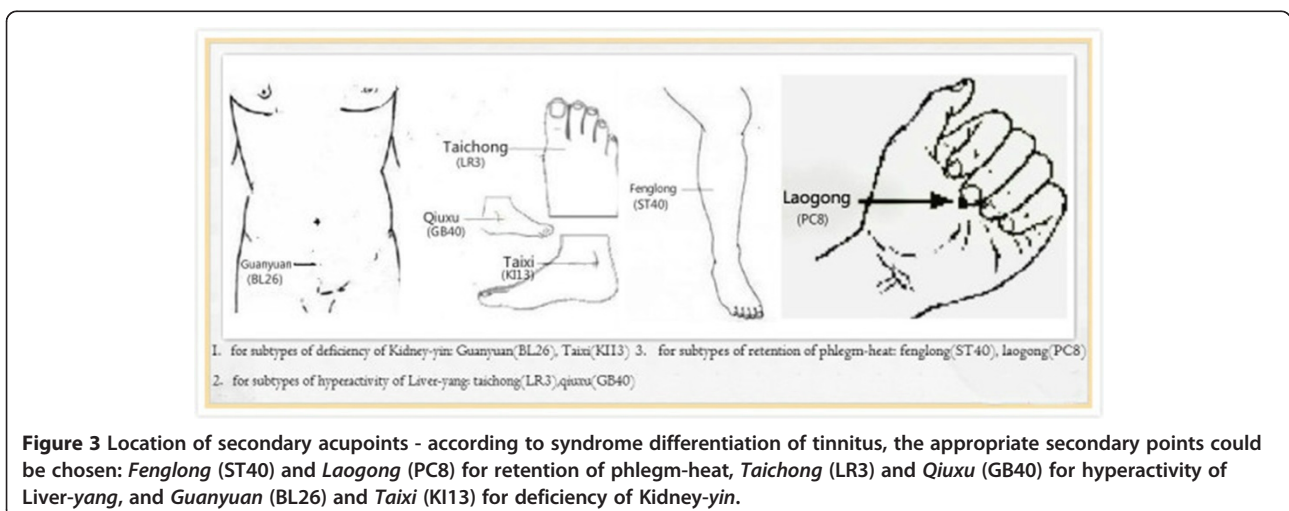 Taichong
(LR3)
Qiuxu
(GB40)
Guanyuan
(BL26)
Taixi
(KI13)
Fenglong
(ST40)
Laogong
(PC8)
1. for subtypes of deficiency of Kidney-yin: Guanyuan(BL26), Taixi(KI13) 3. for subtypes of retention of phlegm-heat: fenglong(ST40), laogong(PC8)
2. for subtypes of hyperactivity of Liver-yang: taichong(LR3),qiuxu(GB40)
Figure 3 Location of secondary acupoints - according to syndrome differentiation of tinnitus, the appropriate secondary points could
be chosen: Fenglong (ST40) and Laogong (PC8) for retention of phlegm-heat, Taichong (LR3) and Qiuxu (GB40) for hyperactivity of
Liver-yang, and Guanyuan (BL26) and Taixi (KI13) for deficiency of Kidney-yin.